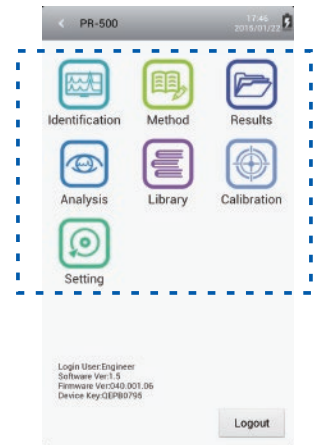 PR-500
17:46
2016/01/22
Identification Method Results
Analysis Library Calibration
Setting
Login User:Engineer
Software Ver:1.5
Firmware Ver:040.001.06
Device Key:QEPB0795
Logout